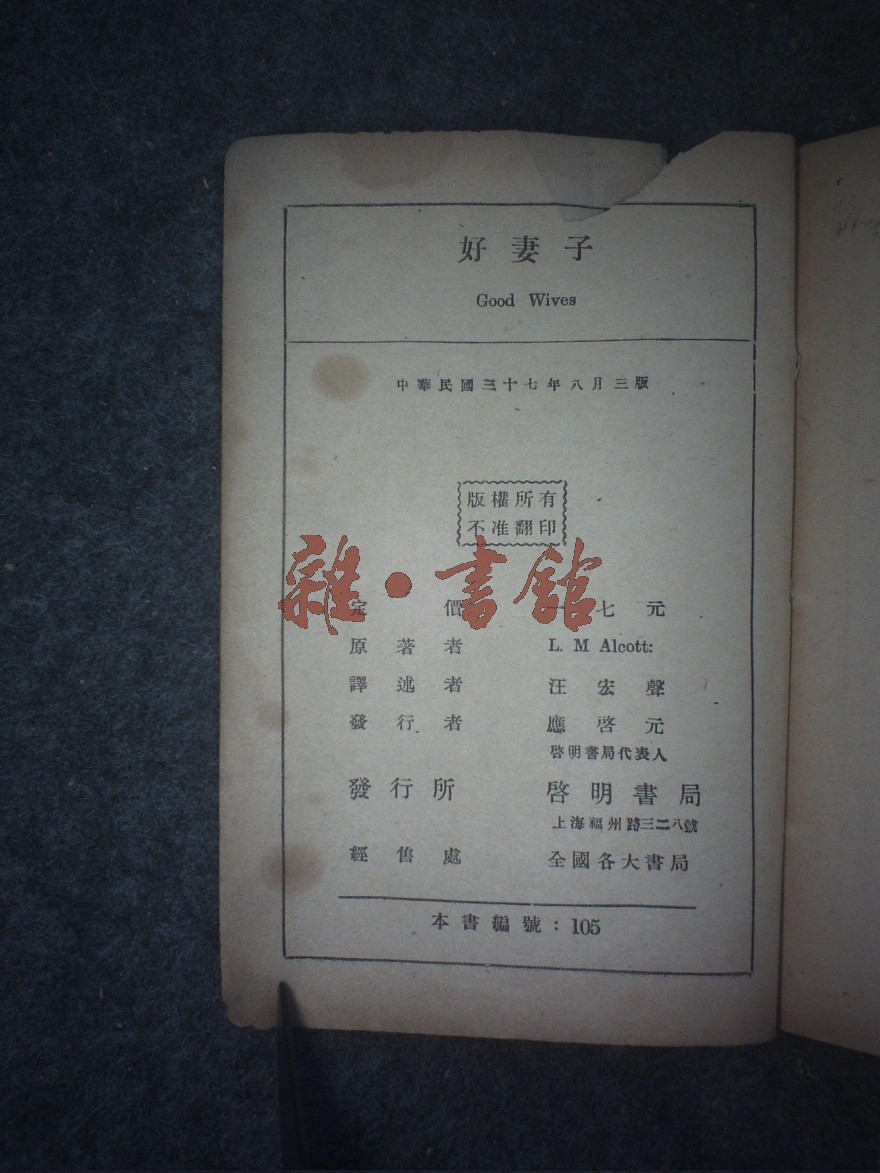 好妻子
Good Wives
中華民國三十七年八月三版
版權所有
不准翻印
雜·書館
定價 一七元
原著者 L. M Alcott:
譯述者 汪宏聲
發行者 應啓元
啓明書局代表人
發行所 啓明書局
上海福州路三二八號
經售處 全國各大書局
本書編號：105